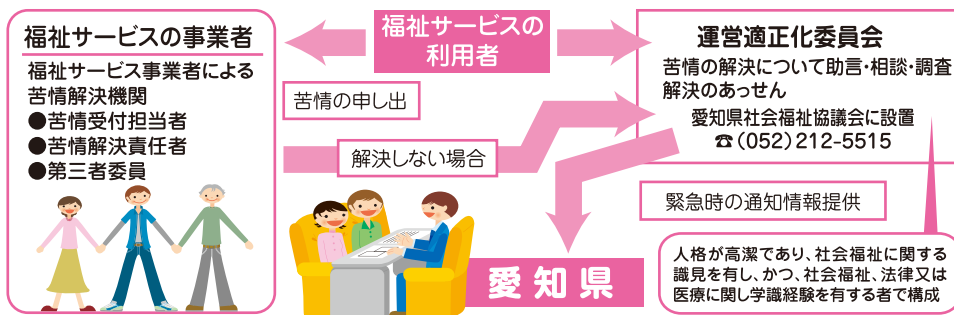 福祉サービスの事業者
福祉サービス事業者による
苦情解決機関
●苦情受付担当者
●苦情解決責任者
●第三者委員
福祉サービスの
利用者
苦情の申し出
解決しない場合
運営適正化委員会
苦情の解決について助言・相談・調査
解決のあっせん
愛知県社会福祉協議会に設置
☎(052)212-5515
緊急時の通知情報提供
愛知県
人格が高潔であり、社会福祉に関する
識見を有し、かつ、社会福祉、法律又は
医療に関し学識経験を有する者で構成